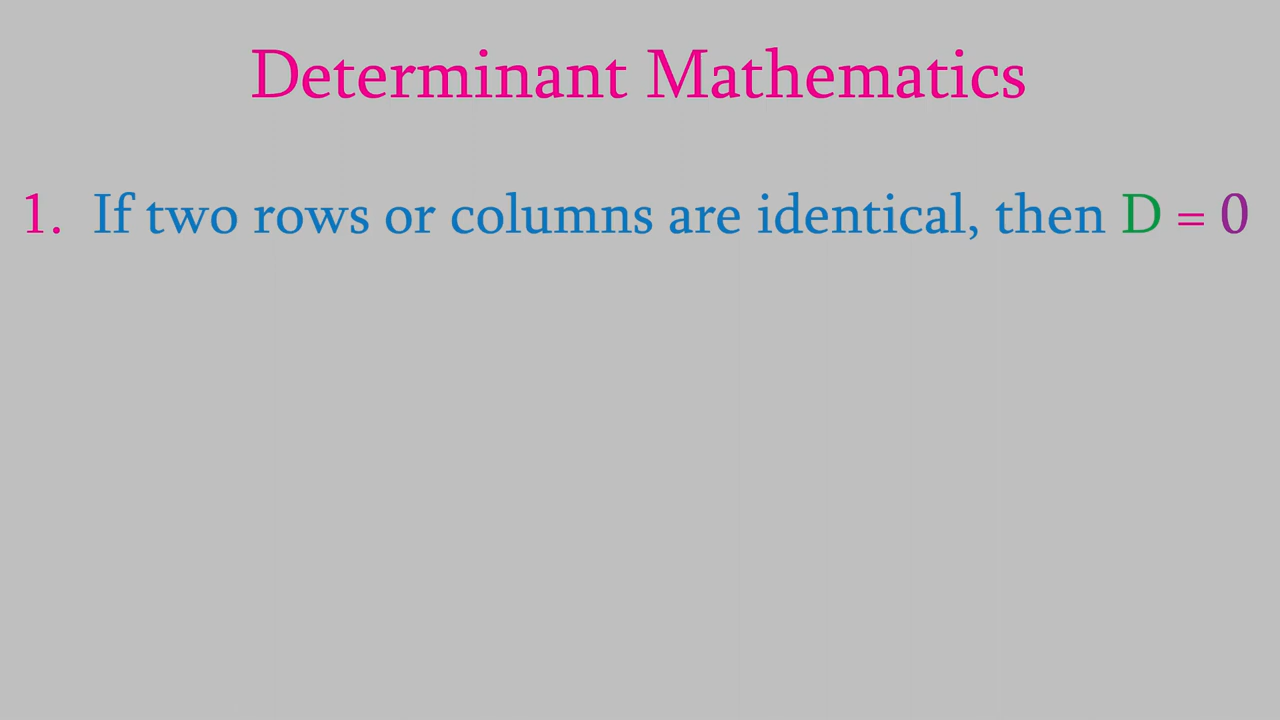 Determinant Mathematics
1. If two rows or columns are identical, then D = 0